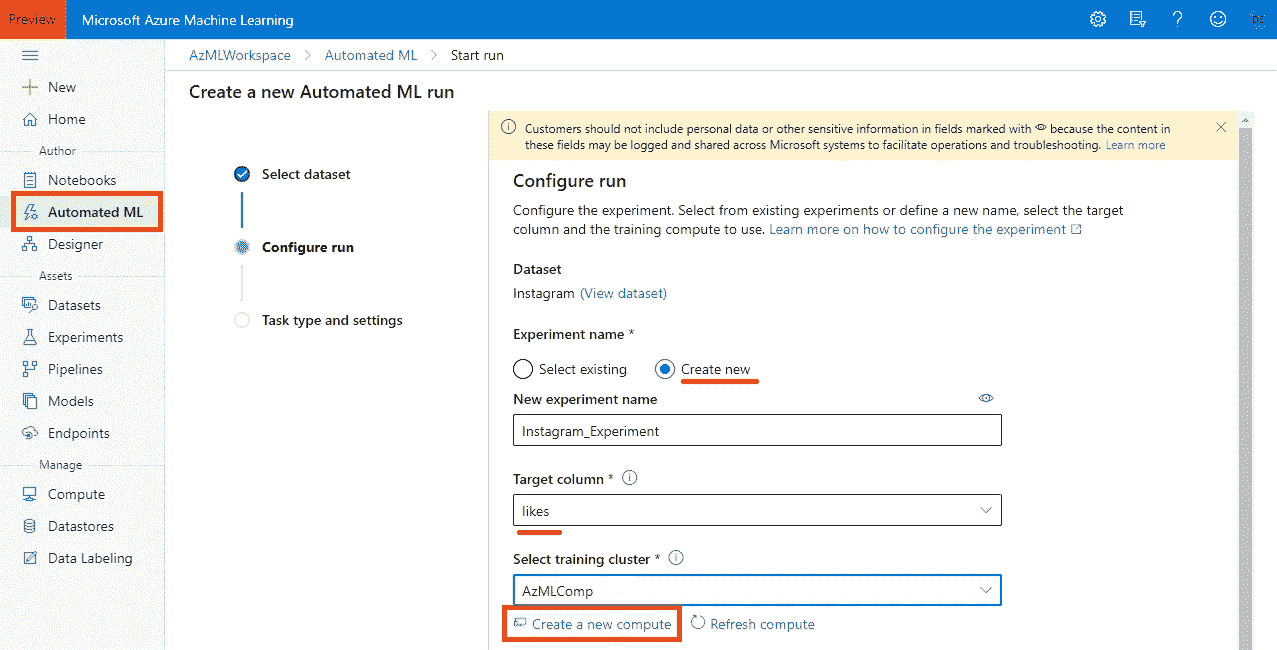 Preview
Microsoft Azure Machine Learning
AzMLWorkspace > Automated ML > Start run
New
Home
Author
Notebooks
Automated ML
Designer
Assets
Datasets
Experiments
Pipelines
Models
Endpoints
Manage
Compute
Datastores
Data Labeling
Create a new Automated ML run
Select dataset
Configure run
Task type and settings
Customers should not include personal data or other sensitive information in fields marked with because the content in
these fields may be logged and shared across Microsoft systems to facilitate operations and troubleshooting. Learn more
Configure run
Configure the experiment. Select from existing experiments or define a new name, select the target
column and the training compute to use. Learn more on how to configure the experiment
Dataset
Instagram (View dataset)
Experiment name *
Select existing
Create new
New experiment name
Instagram_Experiment
Target column *
likes
Select training cluster *
AzMLComp
Create a new compute
Refresh compute